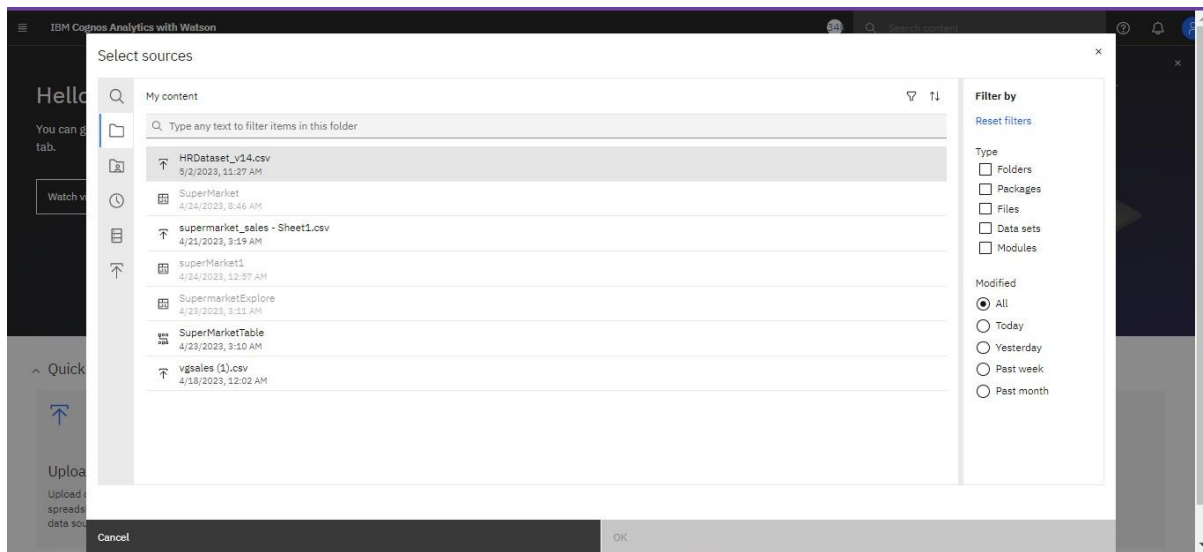 IBM Cognos Analytics with Watson
Search content
Select sources
Hello
You can g
tab.
Watch vi
My content
Type any text to filter items in this folder
HRDataset_v14.csv
5/2/2023, 11:27 AM
SuperMarket
4/24/2023, 8:46 AM
supermarket_sales - Sheet1.csv
4/21/2023, 3:19 AM
superMarket1
4/24/2023, 12:57 AM
SupermarketExplore
4/23/2023, 3:11 AM
SuperMarketTable
4/23/2023, 3:10 AM
vgsales (1).csv
4/18/2023, 12:02 AM
Filter by
Reset filters
Type
Folders
Packages
Files
Data sets
Modules
Modified
All
Today
Yesterday
Past week
Past month
Quick
Uploa
Upload
spreads
data sou
Cancel
OK